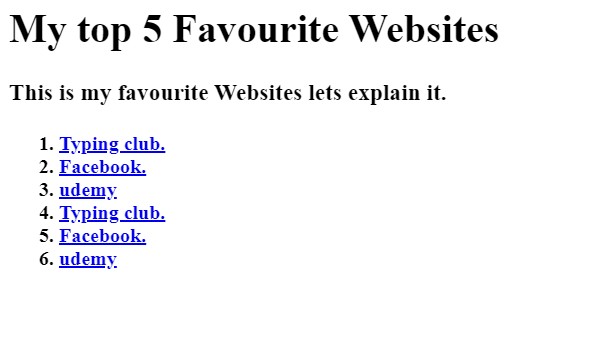 My top 5 Favourite Websites
This is my favourite Websites lets explain it.
1. Typing club.
2. Facebook.
3. udemy
4. Typing club.
5. Facebook.
6. udemy